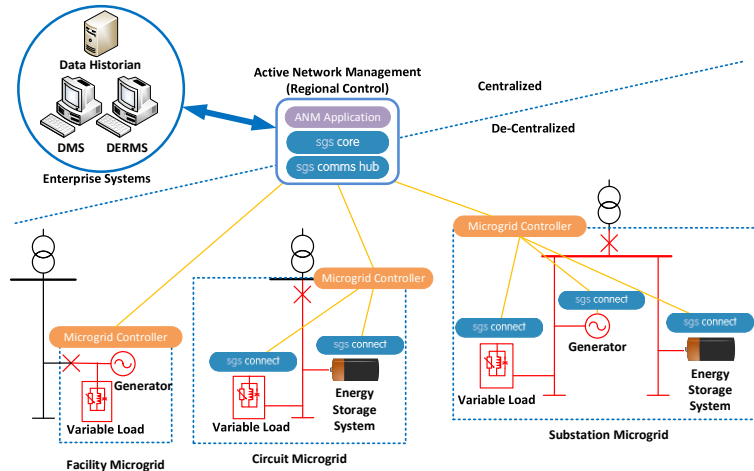 Data Historian
DMS
DERMS
Enterprise Systems
Active Network Management
(Regional Control)
ANM Application
sgs core
sgs comms hub
Centralized
De-Centralized
Microgrid Controller
Generator
Variable Load
Facility Microgrid
Microgrid Controller
sgs connect
sgs connect
Variable Load
Energy
Storage
System
Circuit Microgrid
Microgrid Controller
sgs connect
sgs connect
sgs connect
Generator
Variable Load
Energy
Storage
System
Substation Microgrid